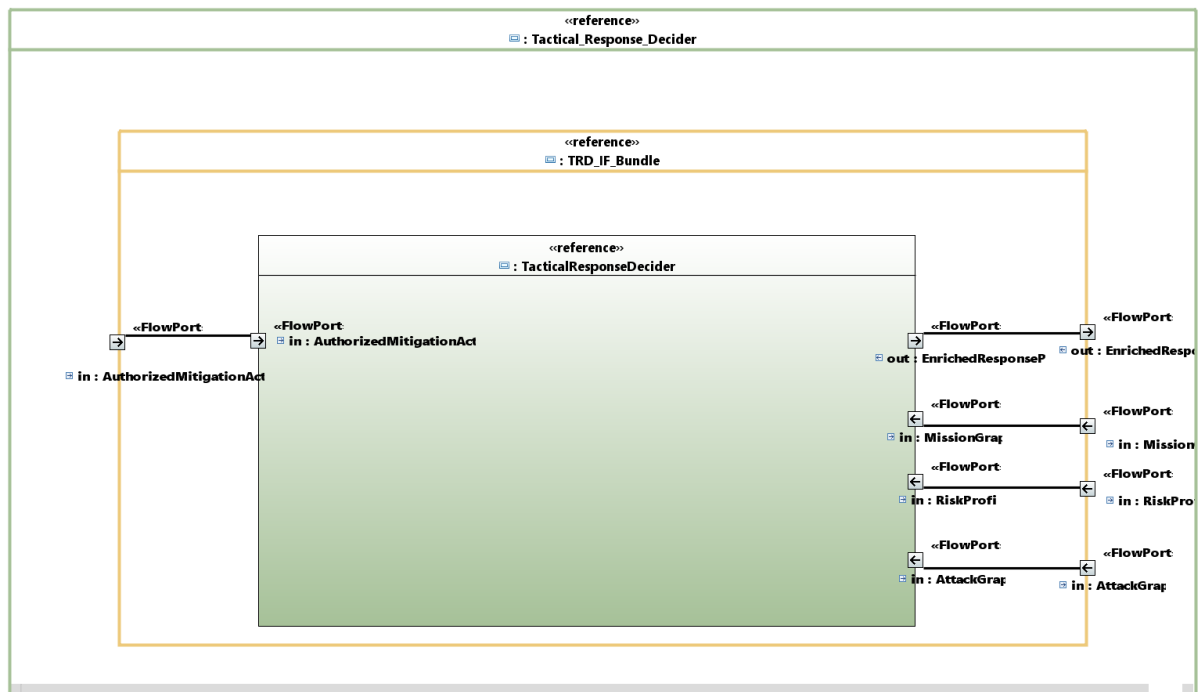 «reference»
: Tactical_Response_Decider
«reference»
: TRD_IF_Bundle
«reference»
: TacticalResponseDecider
«FlowPort
in : AuthorizedMitigationAct
«FlowPort
in : AuthorizedMitigationAct
«FlowPort
out : EnrichedResponseP
«FlowPort
out : EnrichedRespo
«FlowPort
in : MissionGrap
«FlowPort
in : Mission
«FlowPort
in : RiskProfi
«FlowPort
in : RiskPro
«FlowPort
in : AttackGrap
«FlowPort
in : AttackGrap